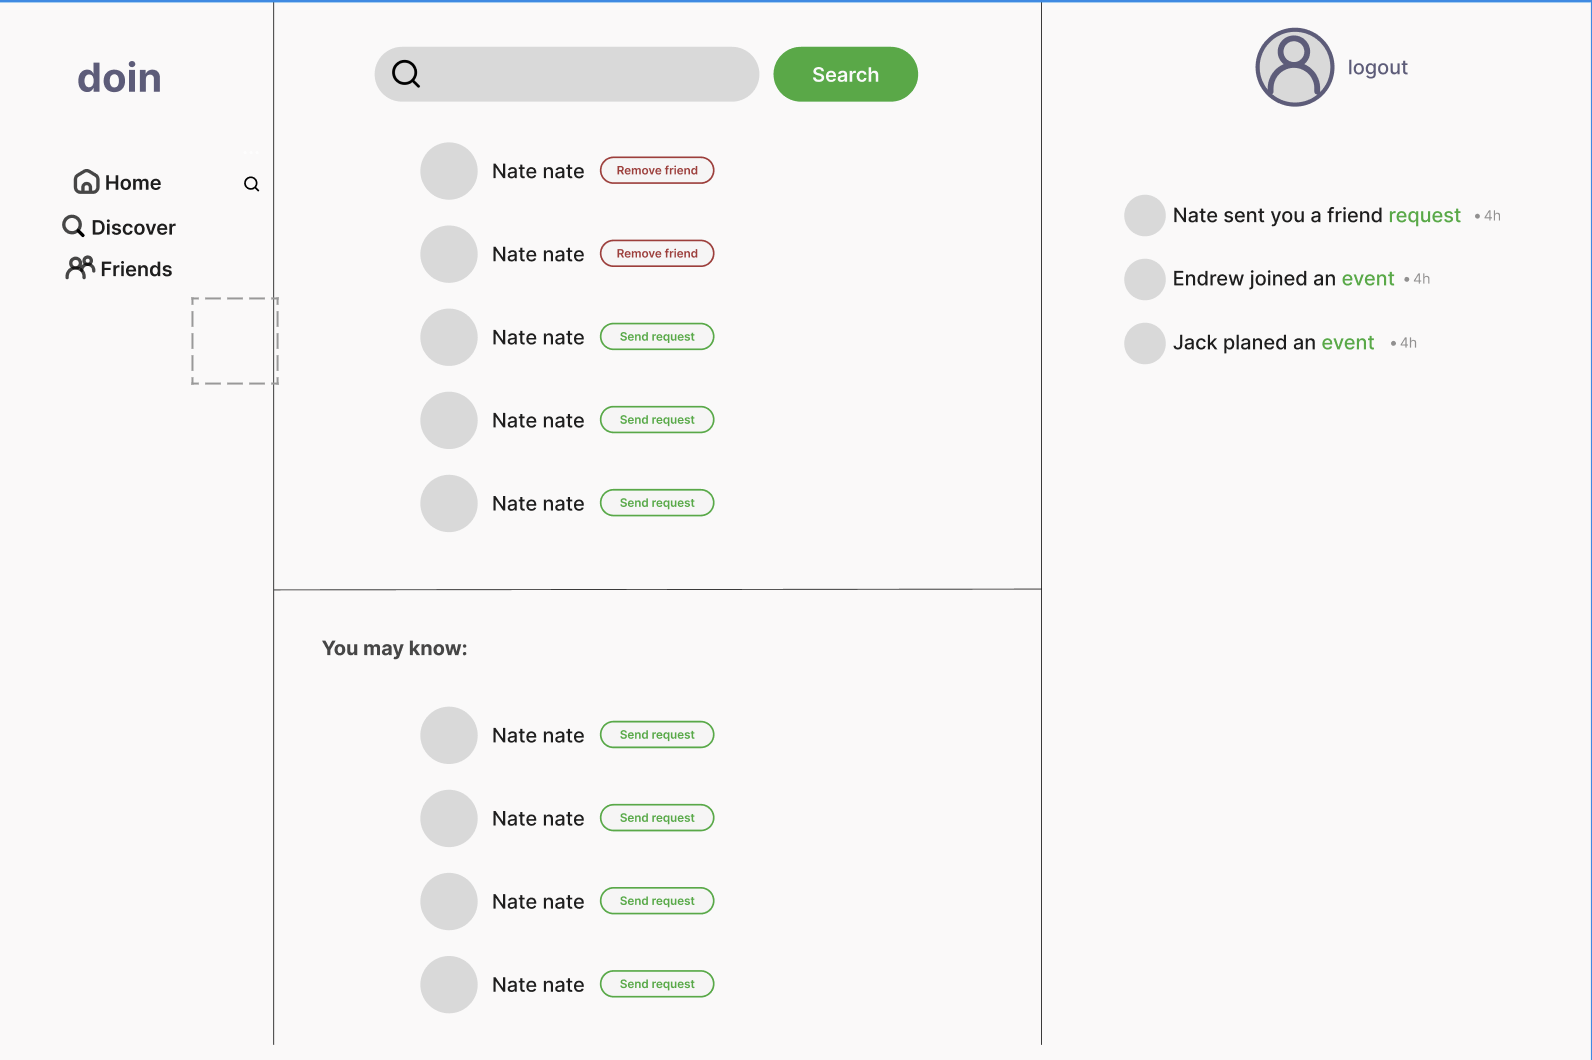 doin
Home
Discover
Friends
Search
Nate nate Remove friend
Nate nate Remove friend
Nate nate Send request
Nate nate Send request
Nate nate Send request
You may know:
Nate nate Send request
Nate nate Send request
Nate nate Send request
Nate nate Send request
logout
Nate sent you a friend request • 4h
Endrew joined an event • 4h
Jack planed an event • 4h